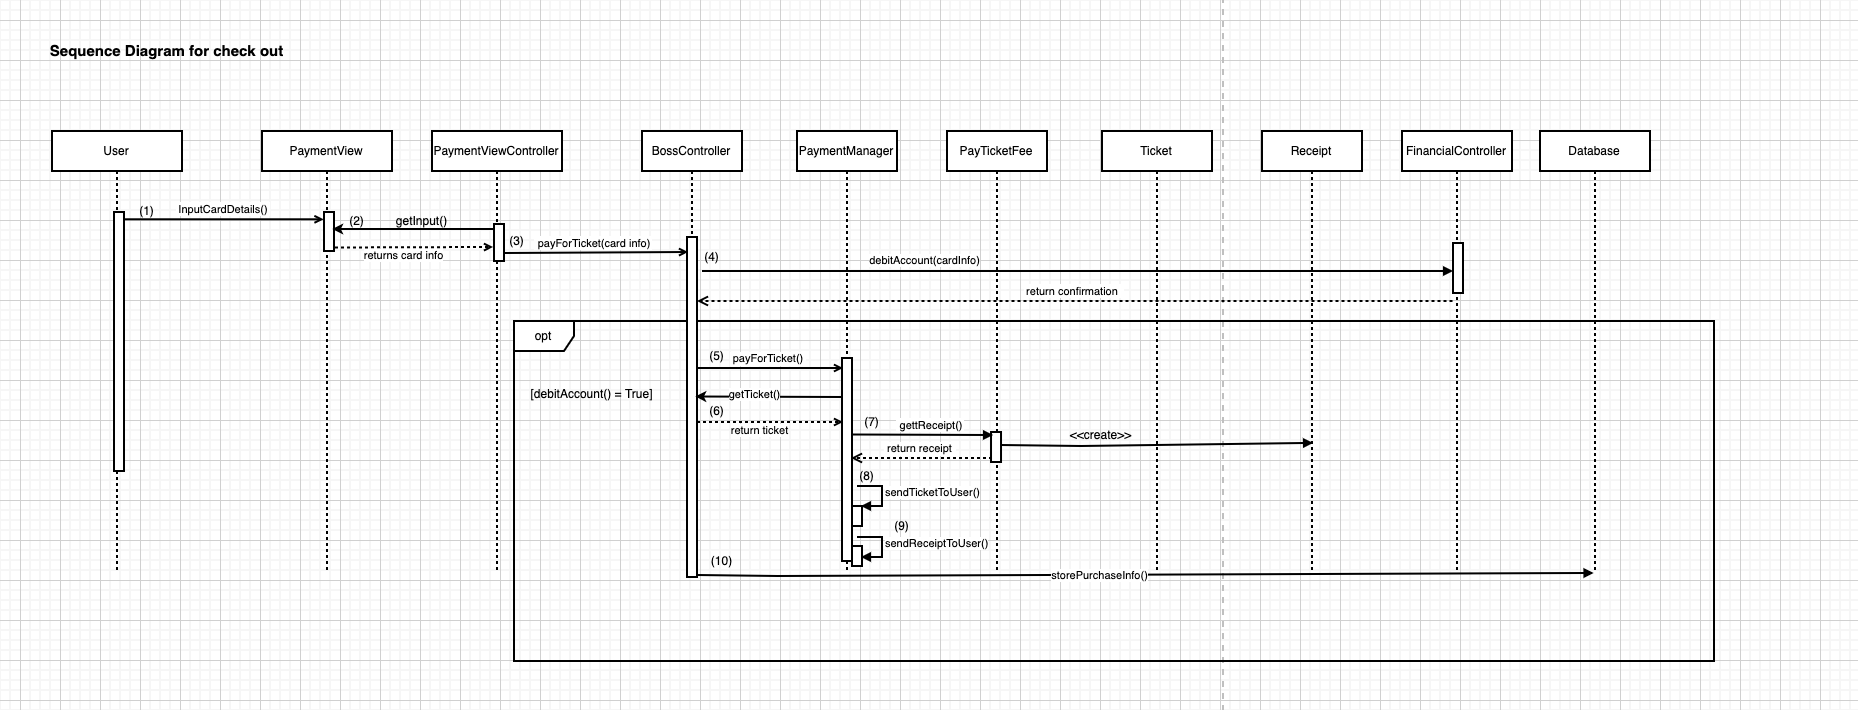 Sequence Diagram for check out
User
PaymentView
PaymentViewController
BossController
PaymentManager
PayTicketFee
Ticket
Receipt
FinancialController
Database
(1)
InputCardDetails()
(2)
getInput()
returns card info
(3)
payForTicket(card info)
(4)
debitAccount(cardInfo)
return confirmation
opt
[debitAccount() = True]
(5)
payForTicket()
getTicket()
(6)
return ticket
(7)
gettReceipt()
<<create>>
return receipt
(8)
sendTicketToUser()
(9)
sendReceiptToUser()
(10)
storePurchaseInfo()